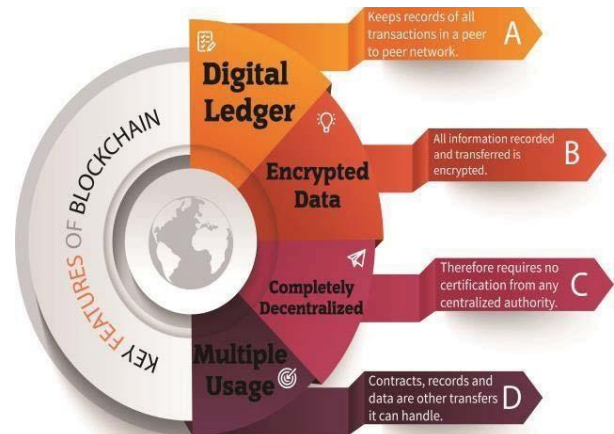 KEY FEATURES OF BLOCKCHAIN
Digital
Ledger
Keeps records of all
transactions in a peer
to peer network.
A
Encrypted
Data
All information recorded
and transferred is
encrypted.
B
Completely
Decentralized
Therefore requires no
certification from any
centralized authority.
C
Multiple
Usage
Contracts, records and
data are other transfers
it can handle.
D